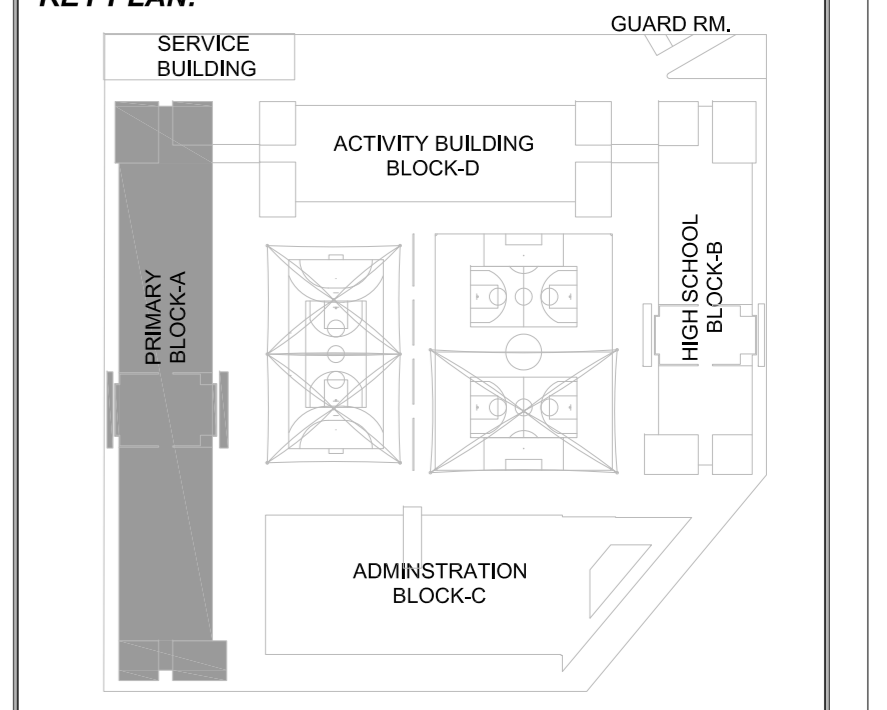 KEY PLAN:
GUARD RM.
SERVICE
BUILDING
ACTIVITY BUILDING
BLOCK-D
PRIMARY
BLOCK-A
HIGH SCHOOL
BLOCK-B
ADMINSTRATION
BLOCK-C